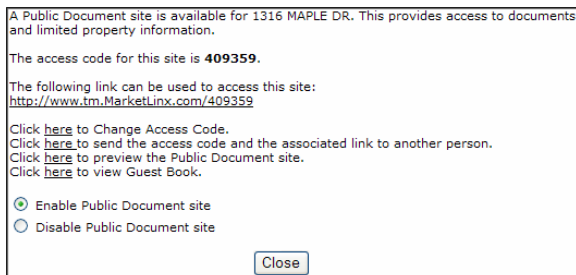 A Public Document site is available for 1316 MAPLE DR. This provides access to documents
and limited property information.
The access code for this site is 409359.
The following link can be used to access this site:
http://www.tm.MarketLinx.com/409359
Click here to Change Access Code.
Click here to send the access code and the associated link to another person.
Click here to preview the Public Document site.
Click here to view Guest Book.
Enable Public Document site
Disable Public Document site
Close